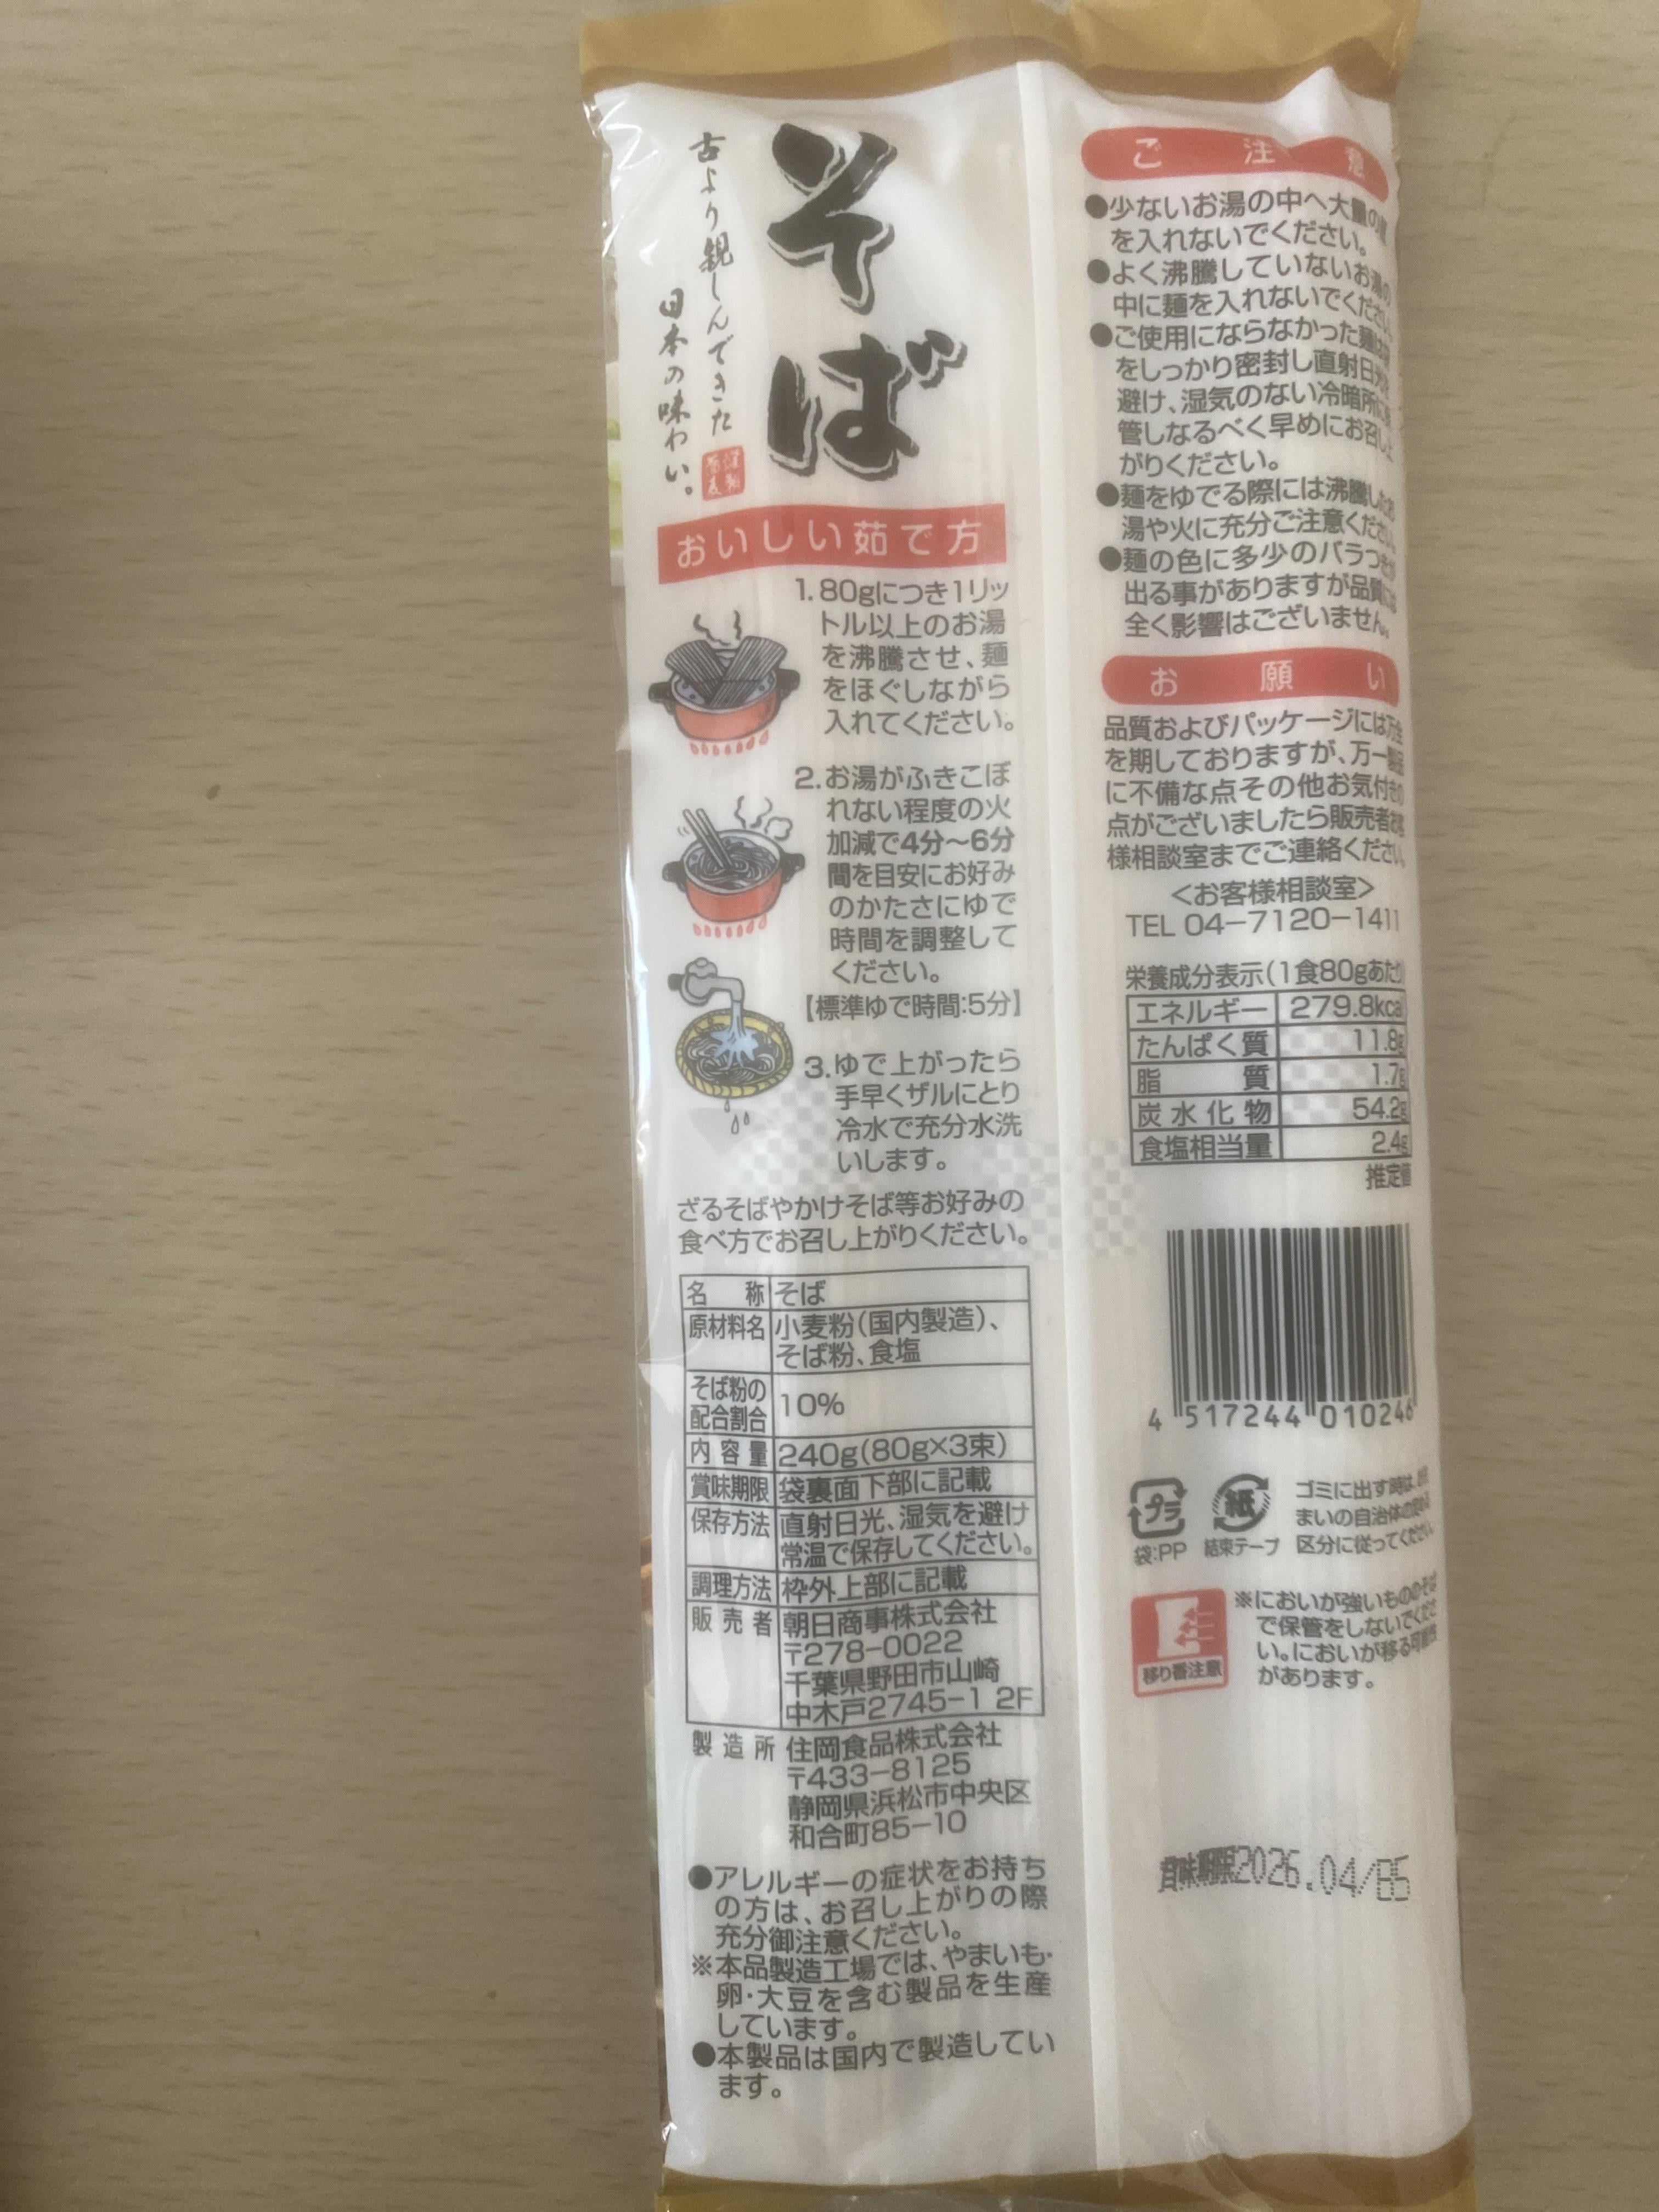 そば
古より親しんできた
日本の味わい。
おいしい茹で方
1.80gにつき1リッ
トル以上のお湯
を沸騰させ、麺
をほぐしながら
入れてください。
2.お湯がふきこぼ
れない程度の火
加減で4分〜6分
間を目安にお好み
のかたさにゆで
時間を調整して
ください。
【標準ゆで時間:5分】
3.ゆで上がったら
手早くザルにとり
冷水で充分水洗
いします。
ざるそばやかけそば等お好みの
食べ方でお召し上がりください。
名称 そば
原材料名 小麦粉(国内製造)、
そば粉、食塩
そば粉の
配合割合 10%
内容量 240g(80g×3束)
賞味期限 袋裏面下部に記載
保存方法 直射日光、湿気を避け
常温で保存してください。
調理方法 枠外上部に記載
販売者 朝日商事株式会社
〒278-0022
千葉県野田市山崎
中木戸2745-1 2F
製造所 住岡食品株式会社
〒433-8125
静岡県浜松市中央区
和合町85-10
●アレルギーの症状をお持ち
の方は、お召し上がりの際
充分御注意ください。
※本品製造工場では、やまいも・
卵・大豆を含む製品を生産
しています。
●本製品は国内で製造してい
ます。
ご注意
●少ないお湯の中へ大量の
を入れないでください。
●よく沸騰していないお湯の
中に麺を入れないでください
●ご使用にならなかった麺は
をしっかり密封し直射日光を
避け、湿気のない冷暗所に
管しなるべく早めにお召し上
がりください。
●麺をゆでる際には沸騰したお
湯や火に充分ご注意ください
●麺の色に多少のバラつきが
出る事がありますが品質には
全く影響はございません。
お願い
品質およびパッケージには万全
を期しておりますが、万一製品
に不備な点その他お気付きの
点がございましたら販売者お客
様相談室までご連絡ください。
<お客様相談室>
TEL 04-7120-1411
栄養成分表示(1食80gあたり)
エネルギー 279.8kcal
たんぱく質 11.8g
脂質 1.7g
炭水化物 54.2g
食塩相当量 2.4g
推定値
4 517244 010246
プラ 紙
袋:PP 結束テープ
ゴミに出す時は、お住
まいの自治体の
区分に従ってください。
移り香注意
※においが強いもののそば
で保管をしないでくださ
い。においが移る可能性
があります。
賞味期限2026.04/B5